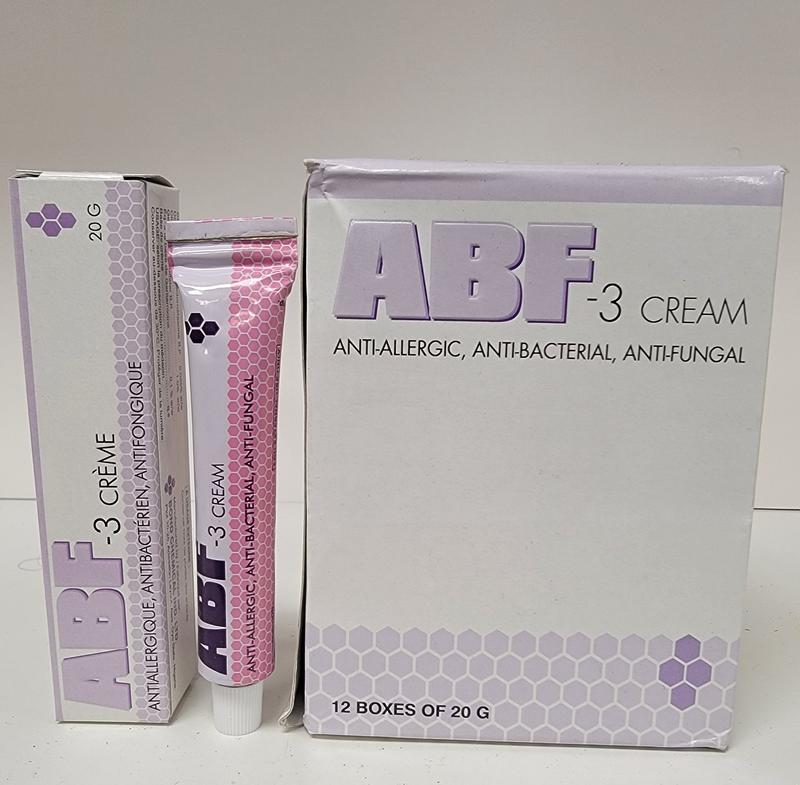 20 G
ABF-3 CRÈME
ANTIALLERGIQUE, ANTIBACTÉRIEN, ANTIFONGIQUE
ABF-3 CREAM
ANTI-ALLERGIC, ANTI-BACTERIAL, ANTI-FUNGAL
ABF-3 CREAM
ANTI-ALLERGIC, ANTI-BACTERIAL, ANTI-FUNGAL
12 BOXES OF 20 G